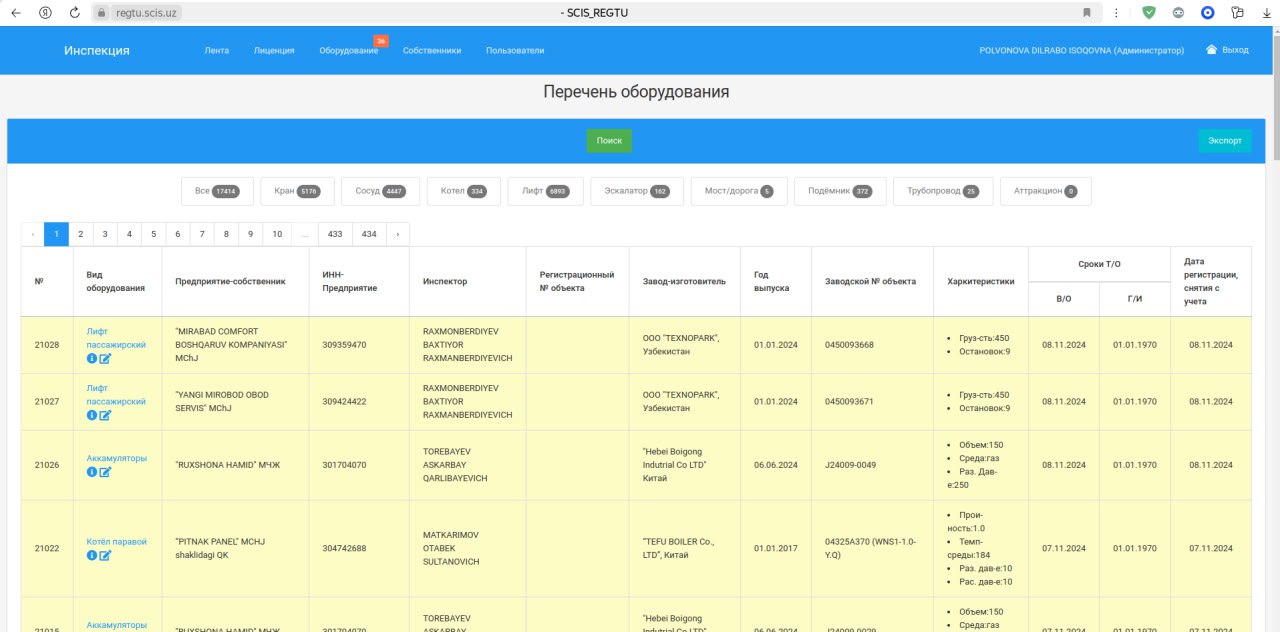 regtu.scis.uz
- SCIS_REGTU
Инспекция
Лента
Лиценция
Оборудование
36
Собственники
Пользователи
POLVONOVA DILRABO ISOQOVNA (Администратор)
Выход
Перечень оборудования
Поиск
Экспорт
Все 17414
Кран 5176
Сосуд 4447
Котел 334
Лифт 6893
Эскалатор 162
Мост/дорога 5
Подъёмник 372
Трубопровод 25
Аттракцион 0
‹ 1 2 3 4 5 6 7 8 9 10 ... 433 434 ›
№
Вид
оборудования
Предприятие-собственник
ИНН-
Предприятие
Инспектор
Регистрационный
№ объекта
Завод-изготовитель
Год
выпуска
Заводской № объекта
Харкитеристики
Сроки Т/О
В/О
Г/И
Дата
регистрации,
снятия с
учета
21028
Лифт
пассажирский
"MIRABAD COMFORT
BOSHQARUV KOMPANIYASI"
MChJ
309359470
RAXMONBERDIYEV
BAXTIYOR
RAXMANBERDIYEVICH
ООО "TEXNOPARK",
Узбекистан
01.01.2024
0450093668
• Груз-сть:450
• Остановок:9
08.11.2024
01.01.1970
08.11.2024
21027
Лифт
пассажирский
"YANGI MIROBOD OBOD
SERVIS" MChJ
309424422
RAXMONBERDIYEV
BAXTIYOR
RAXMANBERDIYEVICH
ООО "TEXNOPARK",
Узбекистан
01.01.2024
0450093671
• Груз-сть:450
• Остановок:9
08.11.2024
01.01.1970
08.11.2024
21026
Аккамуляторы
"RUXSHONA HAMID" МЧЖ
301704070
TOREBAYEV
ASKARBAY
QARLIBAYEVICH
"Hebei Boigong
Indutrial Co LTD"
Китай
06.06.2024
J24009-0049
• Объем:150
• Среда:газ
• Раз. Дав-
е:250
08.11.2024
01.01.1970
08.11.2024
21022
Котёл паравой
"PITNAK PANEL" MCHJ
shaklidagi QK
304742688
MATKARIMOV
OTABEK
SULTANOVICH
"TEFU BOILER Co.,
LTD", Китай
01.01.2017
04325A370 (WNS1-1.0-
Y.Q)
• Прои-
ность:1.0
• Темп-
среды:184
• Раз. дав-е:10
• Рас. дав-е:10
07.11.2024
01.01.1970
07.11.2024
21015
Аккамуляторы
"RUXSHONA HAMID" МЧЖ
301704070
TOREBAYEV
ASKARBAY
"Hebei Boigong
Indutrial Co LTD"
06.06.2024
J24009-0029
• Объем:150
• Среда:газ
07.11.2024
01.01.1970
07.11.2024